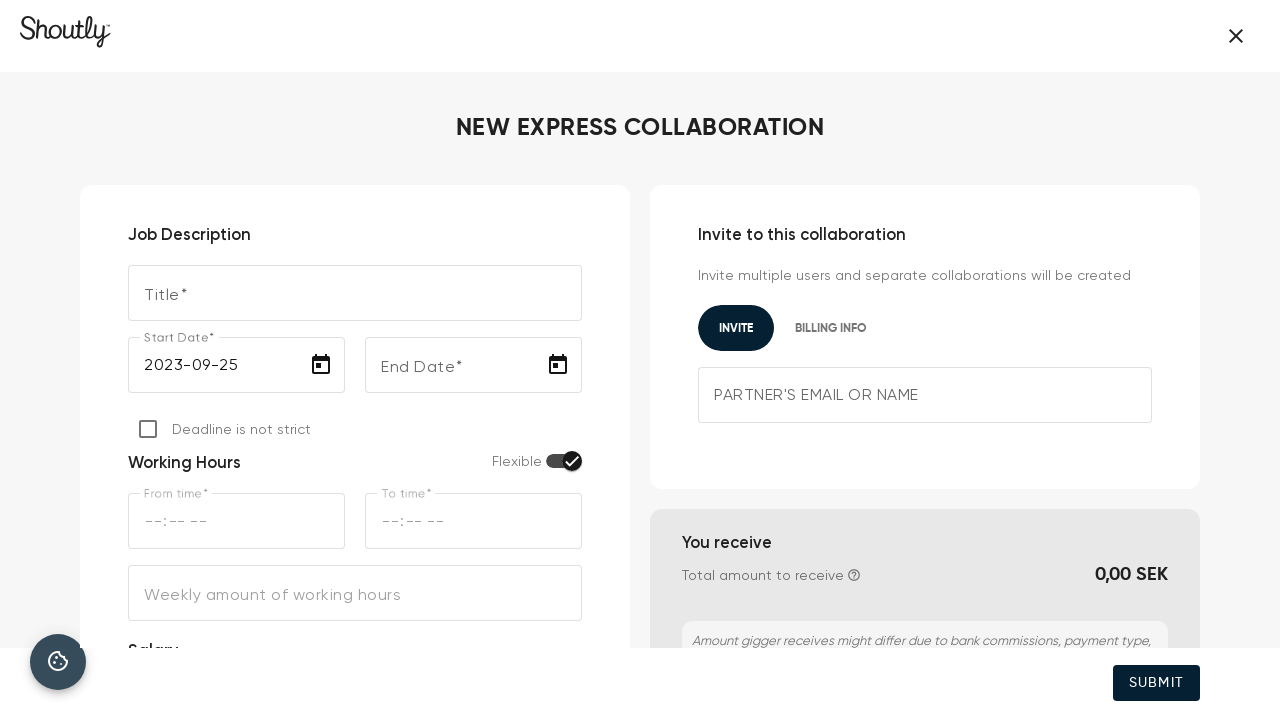 Shoutly
NEW EXPRESS COLLABORATION
Job Description
Title*
Start Date*
2023-09-25
End Date*
Deadline is not strict
Working Hours
Flexible
From time*
--:-- --
To time*
--:-- --
Weekly amount of working hours
Salary
Invite to this collaboration
Invite multiple users and separate collaborations will be created
INVITE
BILLING INFO
PARTNER'S EMAIL OR NAME
You receive
Total amount to receive
0,00 SEK
Amount gigger receives might differ due to bank commissions, payment type,
SUBMIT